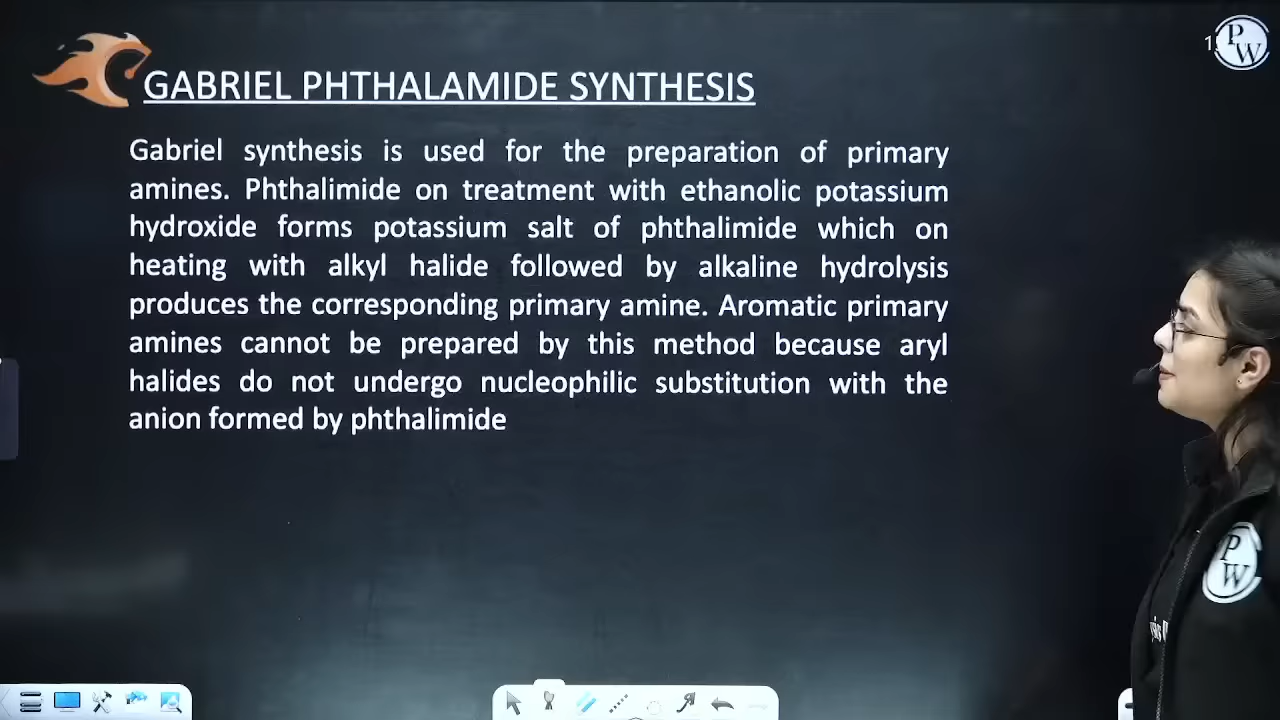 GABRIEL PHTHALAMIDE SYNTHESIS
Gabriel synthesis is used for the preparation of primary
amines. Phthalimide on treatment with ethanolic potassium
hydroxide forms potassium salt of phthalimide which on
heating with alkyl halide followed by alkaline hydrolysis
produces the corresponding primary amine. Aromatic primary
amines cannot be prepared by this method because aryl
halides do not undergo nucleophilic substitution with the
anion formed by phthalimide
P
W
P
W